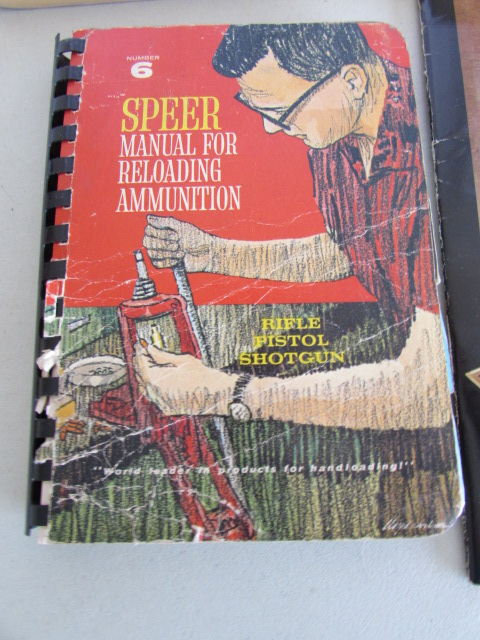 NUMBER
6
SPEER
MANUAL FOR
RELOADING
AMMUNITION
RIFLE
PISTOL
SHOTGUN
"World leader in products for handloading!"